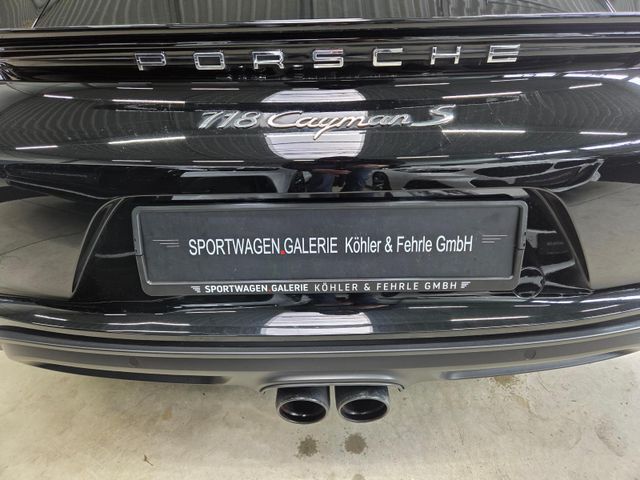 PORSCHE
718 Cayman S
SPORTWAGEN.GALERIE Köhler & Fehrle GmbH
SPORTWAGEN.GALERIE KÖHLER & FEHRLE GMBH